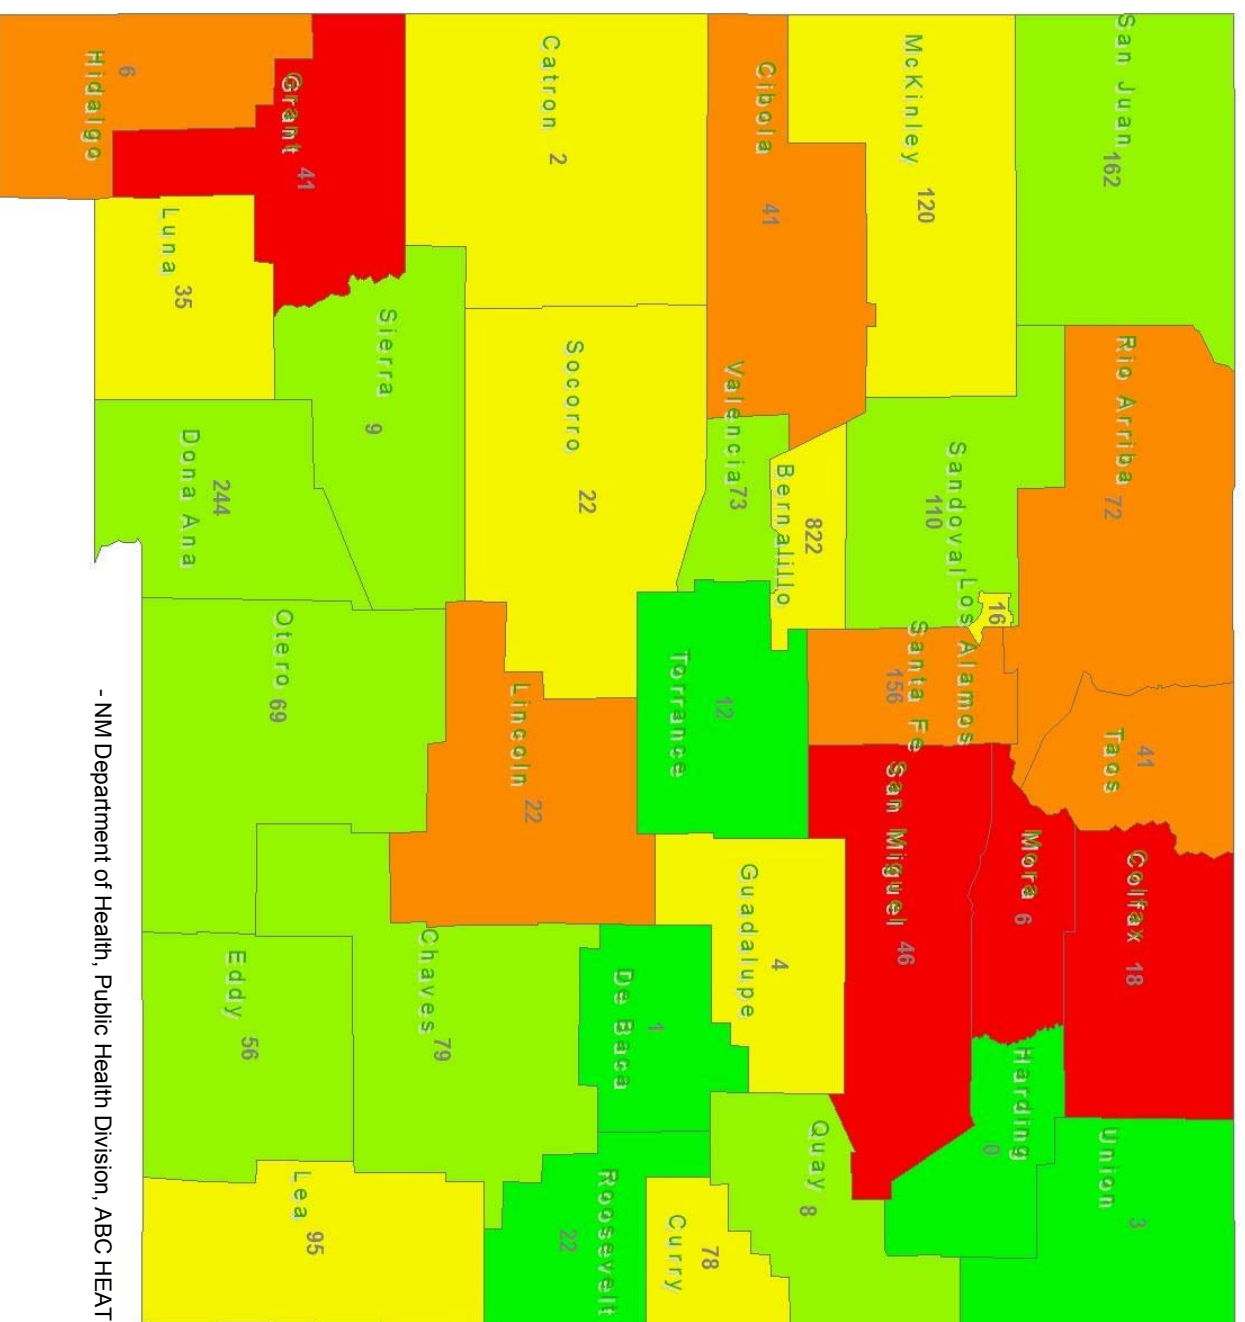 San Juan 162
Rio Arriba 72
Taos 41
Colfax 18
Union 3
McKinley 120
Sandoval 110
Los Alamos 16
Santa Fe 156
Mora 6
Harding 0
San Miguel 46
Cibola 41
Bernalillo 822
Valencia 73
Torrance 12
Guadalupe 4
Quay 8
Curry 78
Catron 2
Socorro 22
Lincoln 22
De Baca 1
Roosevelt 22
Grant 41
Sierra 9
Chaves 79
Otero 69
Hidalgo 6
Luna 35
Dona Ana 244
Eddy 56
Lea 95
- NM Department of Health, Public Health Division, ABC HEAT